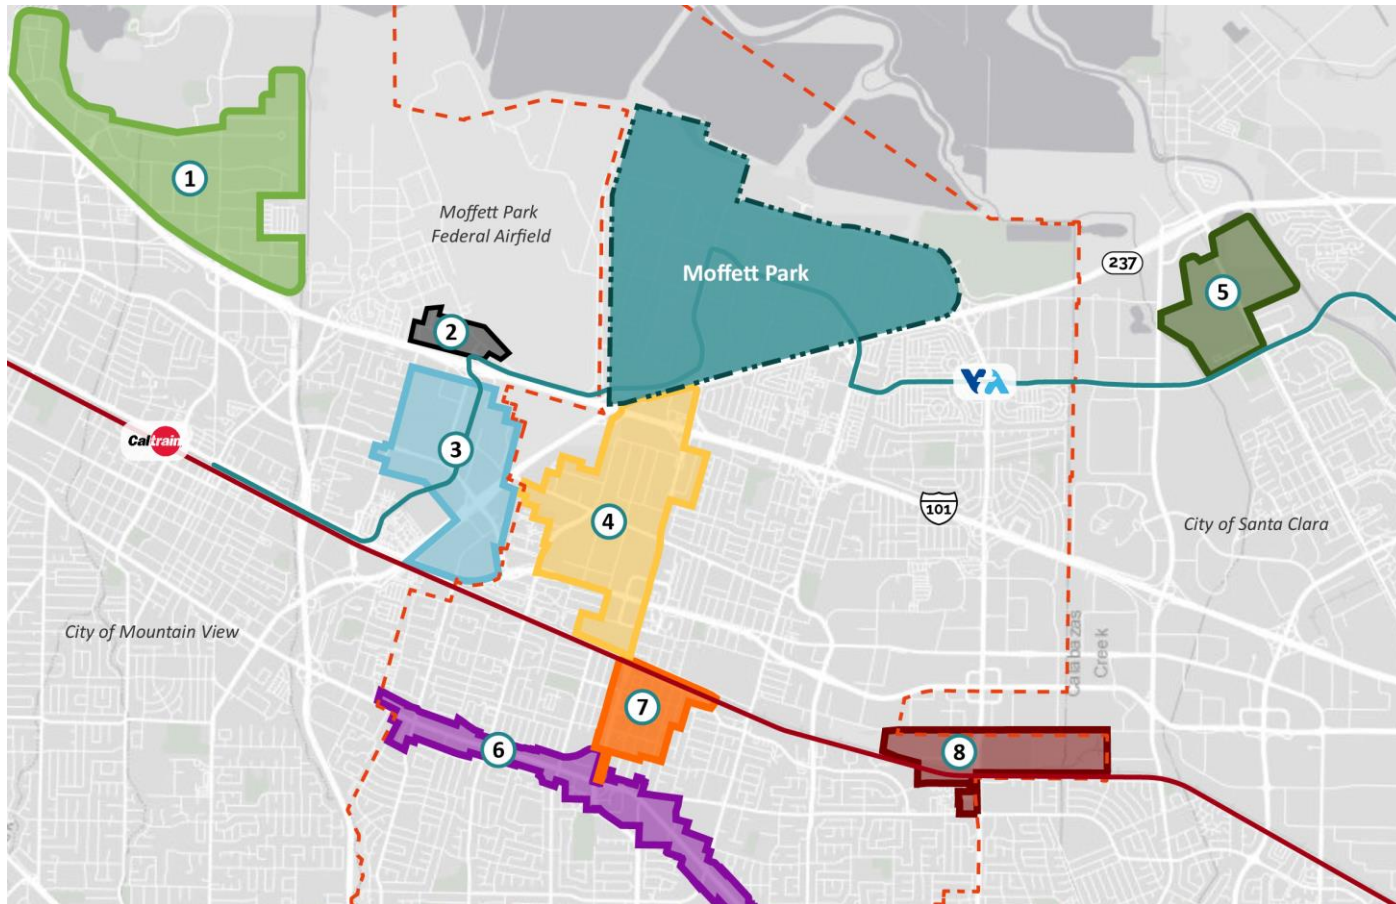 1
Moffett Park
Federal Airfield
Moffett Park
237
2
5
VTA
Caltrain
3
4
101
City of Santa Clara
City of Mountain View
Calabazas
Creek
7
6
8